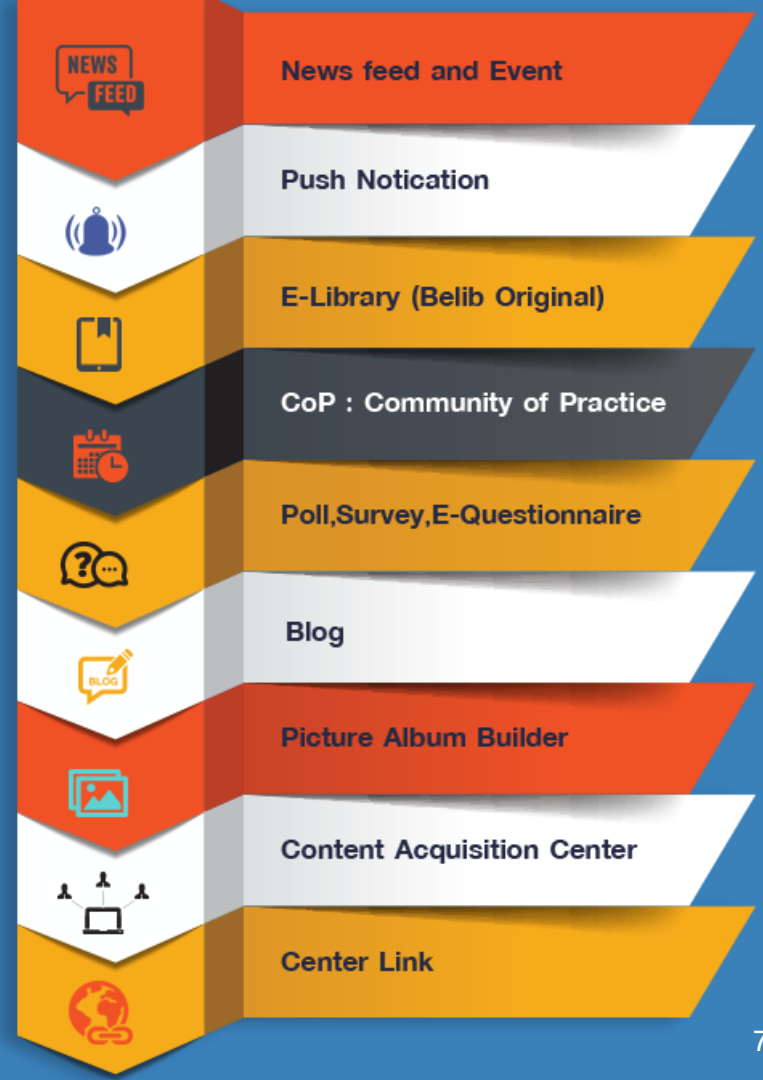 NEWS
FEED
News feed and Event
Push Notication
E-Library (Belib Original)
CoP : Community of Practice
Poll,Survey,E-Questionnaire
?
BLOG
Blog
Picture Album Builder
Content Acquisition Center
Center Link
7